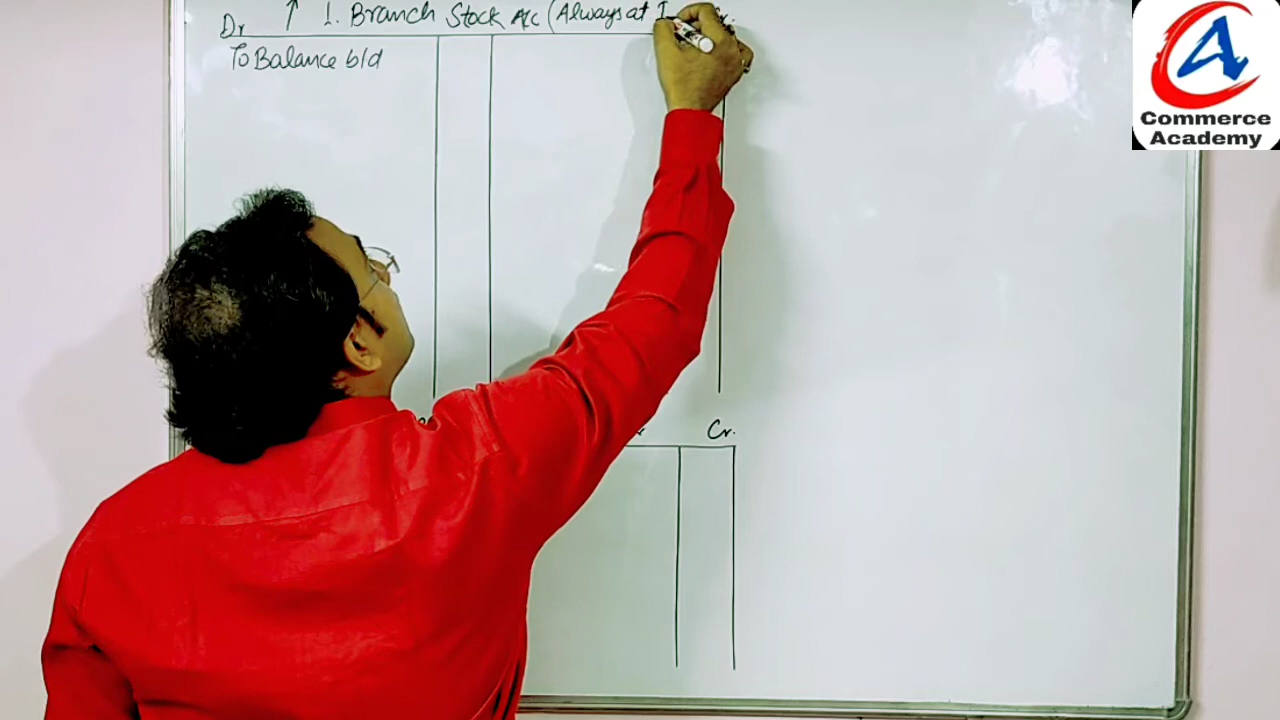 Dr ↑ 1. Branch Stock A/c (Always at I
To Balance b/d
Cr.
Commerce
Academy